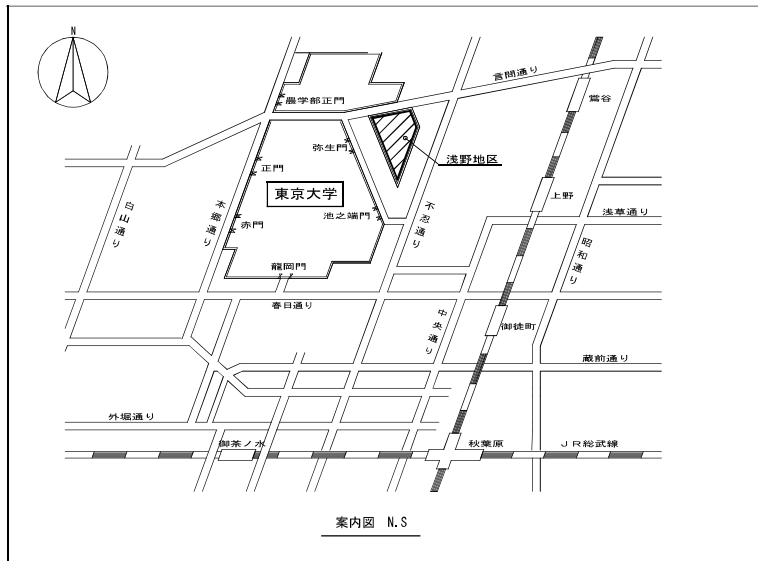 N
言問通り
農学部正門
鶯谷
弥生門
浅野地区
正門
東京大学
上野
白山通り
本郷通り
赤門
池之端門
不忍通り
浅草通り
昭和通り
龍岡門
春日通り
中央通り
御徒町
蔵前通り
外堀通り
御茶ノ水
秋葉原
JR総武線
案内図 N.S